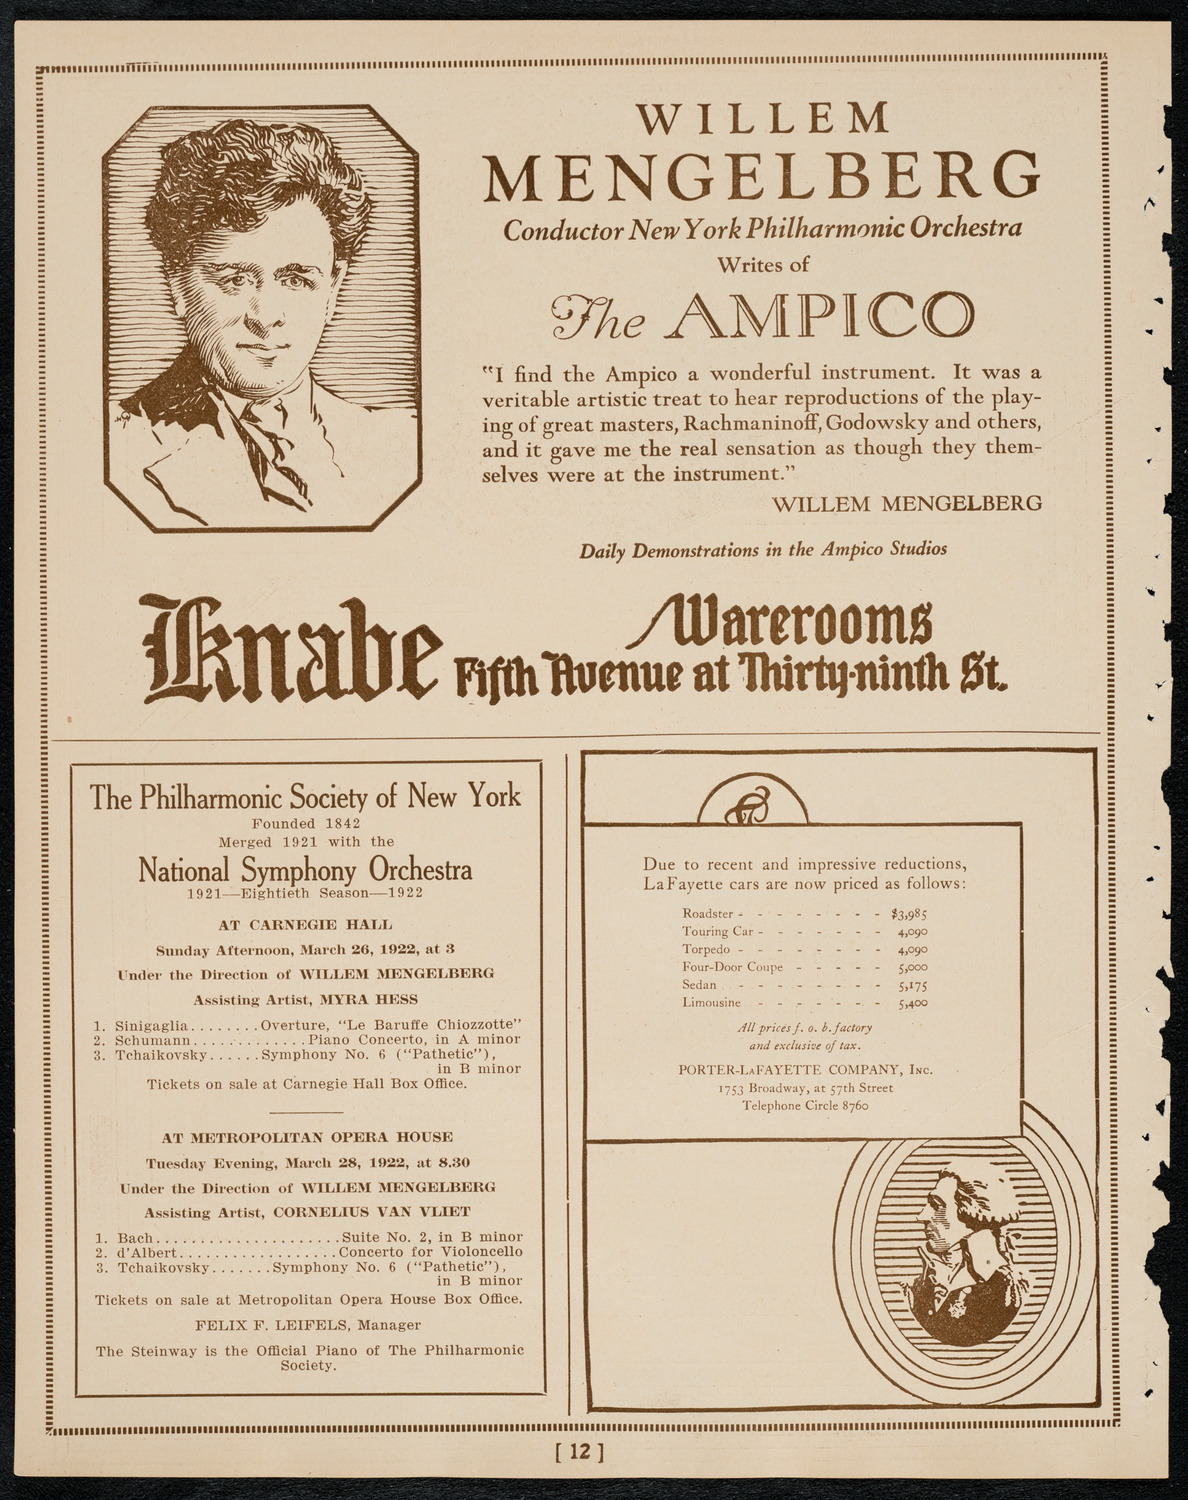 WILLEM
MENGELBERG
Conductor New York Philharmonic Orchestra
Writes of
The AMPICO
"I find the Ampico a wonderful instrument. It was a
veritable artistic treat to hear reproductions of the play-
ing of great masters, Rachmaninoff, Godowsky and others,
and it gave me the real sensation as though they them-
selves were at the instrument."
WILLEM MENGELBERG
Daily Demonstrations in the Ampico Studios
Knabe
Warerooms
Fifth Avenue at Thirty-ninth St.
The Philharmonic Society of New York
Founded 1842
Merged 1921 with the
National Symphony Orchestra
1921—Eightieth Season—1922
AT CARNEGIE HALL
Sunday Afternoon, March 26, 1922, at 3
Under the Direction of WILLEM MENGELBERG
Assisting Artist, MYRA HESS
1. Sinigaglia........Overture, "Le Baruffe Chiozzotte"
2. Schumann.............Piano Concerto, in A minor
3. Tchaikovsky......Symphony No. 6 ("Pathetic"),
in B minor
Tickets on sale at Carnegie Hall Box Office.
AT METROPOLITAN OPERA HOUSE
Tuesday Evening, March 28, 1922, at 8.30
Under the Direction of WILLEM MENGELBERG
Assisting Artist, CORNELIUS VAN VLIET
1. Bach......................Suite No. 2, in B minor
2. d'Albert..................Concerto for Violoncello
3. Tchaikovsky.......Symphony No. 6 ("Pathetic"),
in B minor
Tickets on sale at Metropolitan Opera House Box Office.
FELIX F. LEIFELS, Manager
The Steinway is the Official Piano of The Philharmonic
Society.
Due to recent and impressive reductions,
LaFayette cars are now priced as follows:
Roadster - - - - - - - - $3,985
Touring Car - - - - - - - 4,090
Torpedo - - - - - - - - 4,090
Four-Door Coupe - - - - - 5,000
Sedan - - - - - - - - 5,175
Limousine - - - - - - - 5,400
All prices f. o. b. factory
and exclusive of tax.
PORTER-LAFAYETTE COMPANY, INC.
1753 Broadway, at 57th Street
Telephone Circle 8760
[ 12 ]